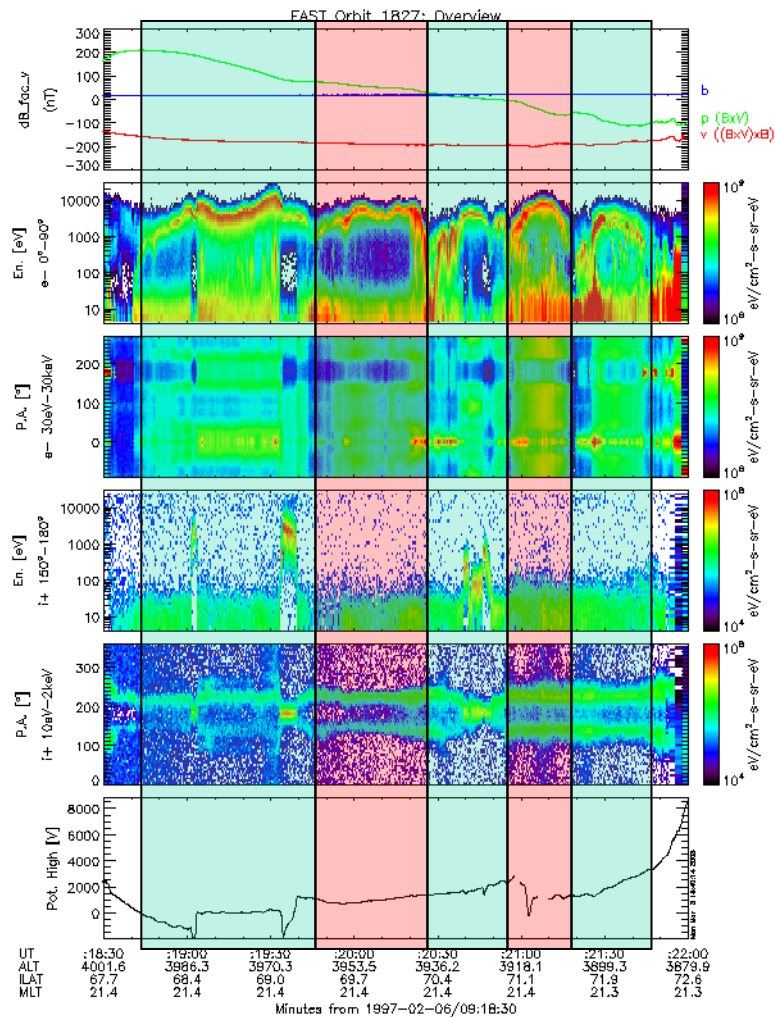 FAST Orbit 1827: Overview
300
200
100
0
-100
-200
-300
dB_fac_v
(nT)
b
p (BxV)
v ((BxV)xB)
10000
1000
100
10
En. [eV]
e- 0°-90°
10⁹
10⁸
eV/cm²-s-sr-eV
200
100
0
P.A. [°]
e- 30eV-30keV
10⁹
10⁸
eV/cm²-s-sr-eV
10000
1000
100
10
En. [eV]
i+ 150°-180°
10⁸
10⁴
eV/cm²-s-sr-eV
300
200
100
0
P.A. [°]
i+ 10eV-2keV
10⁸
10⁴
eV/cm²-s-sr-eV
8000
6000
4000
2000
0
Pot. High [V]
UT :18:30 :19:00 :19:30 :20:00 :20:30 :21:00 :21:30 :22:00
ALT 4001.6 3986.3 3970.3 3953.5 3936.2 3918.1 3899.3 3879.9
ILAT 67.7 68.4 69.0 69.7 70.4 71.1 71.9 72.6
MLT 21.4 21.4 21.4 21.4 21.4 21.4 21.3 21.3
Minutes from 1997-02-06/09:18:30